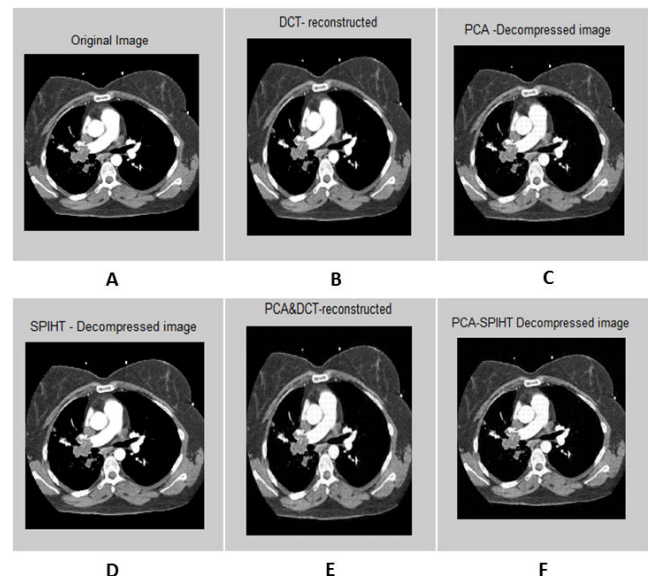 Original Image
DCT- reconstructed
PCA -Decompressed image
A
B
C
SPIHT - Decompressed image
PCA&DCT-reconstructed
PCA-SPIHT Decompressed image
D
E
F